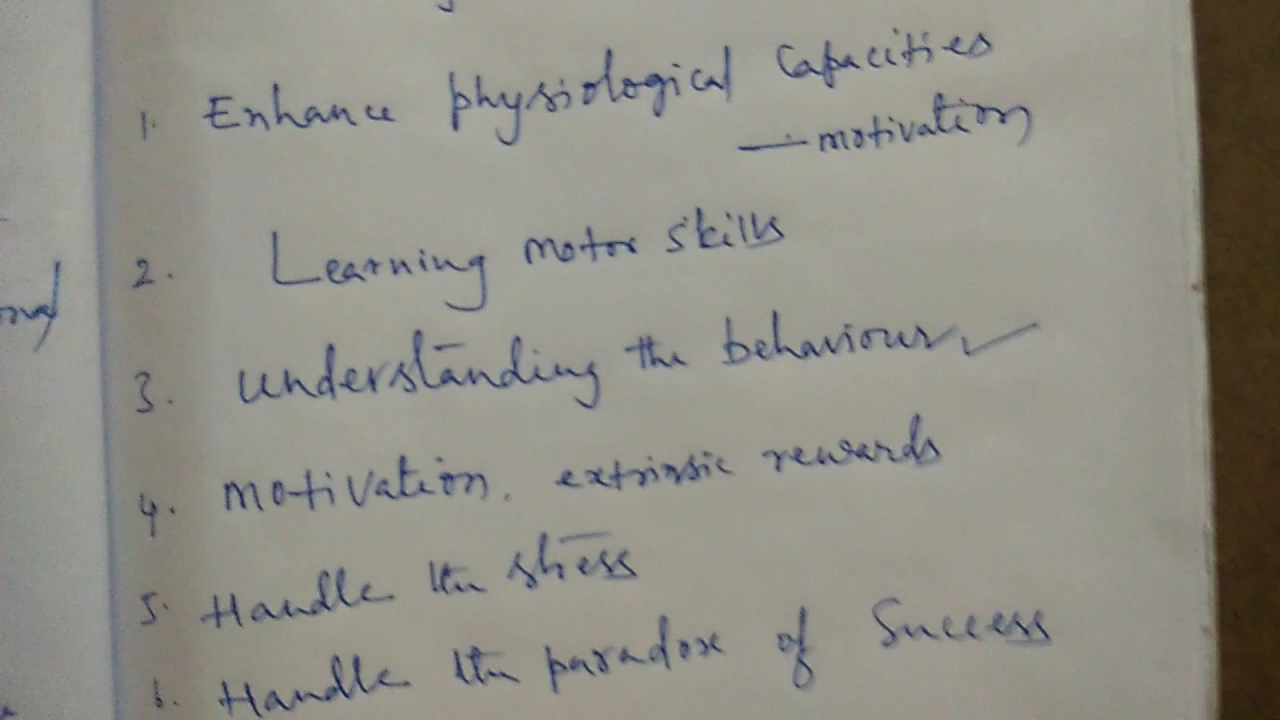 1. Enhance physiological Capacities
— motivation
2. Learning motor skills
3. understanding the behaviour ✓
4. motivation. extrinsic rewards
5. Handle the stress
6. Handle the paradox of Success